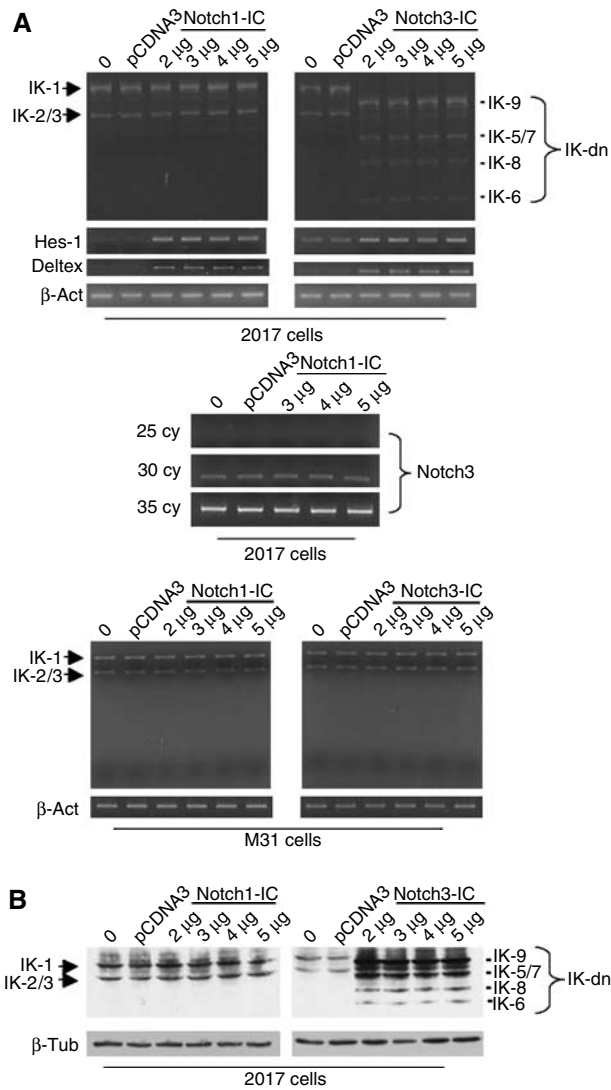 A
Notch1-IC
Notch3-IC
0 pCDNA3 2 µg 3 µg 4 µg 5 µg
0 pCDNA3 2 µg 3 µg 4 µg 5 µg
IK-1
IK-2/3
IK-9
IK-5/7
IK-8
IK-6
IK-dn
Hes-1
Deltex
β-Act
2017 cells
Notch1-IC
0 pCDNA3 3 µg 4 µg 5 µg
25 cy
30 cy
35 cy
Notch3
2017 cells
Notch1-IC
Notch3-IC
0 pCDNA3 2 µg 3 µg 4 µg 5 µg
0 pCDNA3 2 µg 3 µg 4 µg 5 µg
IK-1
IK-2/3
β-Act
M31 cells
B
Notch1-IC
Notch3-IC
0 pCDNA3 2 µg 3 µg 4 µg 5 µg
0 pCDNA3 2 µg 3 µg 4 µg 5 µg
IK-1
IK-2/3
IK-9
IK-5/7
IK-8
IK-6
IK-dn
β-Tub
2017 cells